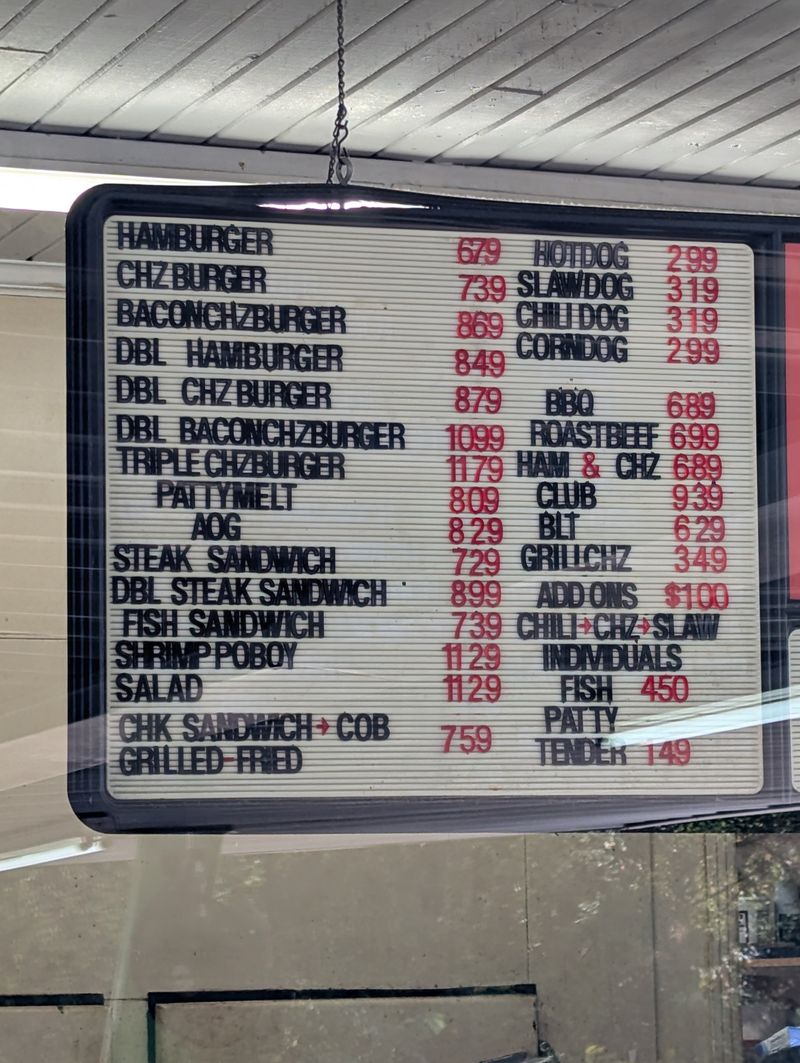 HAMBURGER 679
CHZ BURGER 739
BACONCHZBURGER 869
DBL HAMBURGER 849
DBL CHZ BURGER 879
DBL BACONCHZBURGER 1099
TRIPLE CHZBURGER 1179
PATTYMELT 809
AOG 829
STEAK SANDWICH 729
DBL STEAK SANDWICH 899
FISH SANDWICH 739
SHRIMP POBOY 1129
SALAD 1129
CHK SANDWICH → COB 759
GRILLED-FRIED
HOTDOG 299
SLAWDOG 319
CHILI DOG 319
CORNDOG 299
BBQ 689
ROASTBEEF 699
HAM & CHZ 689
CLUB 939
BLT 629
GRILLCHZ 349
ADD ONS $100
CHILI→CHZ→SLAW
INDIVIDUALS
FISH 450
PATTY
TENDER 149